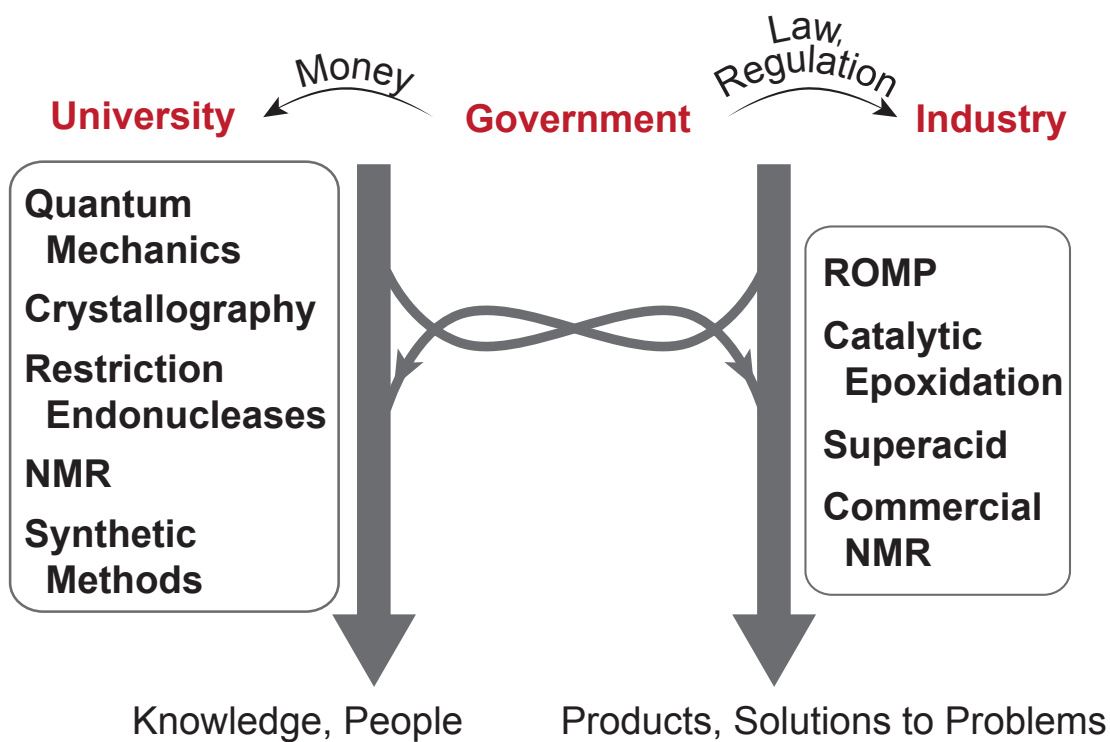 Money
Law,
Regulation
University
Government
Industry
Quantum
Mechanics
Crystallography
Restriction
Endonucleases
NMR
Synthetic
Methods
ROMP
Catalytic
Epoxidation
Superacid
Commercial
NMR
Knowledge, People
Products, Solutions to Problems